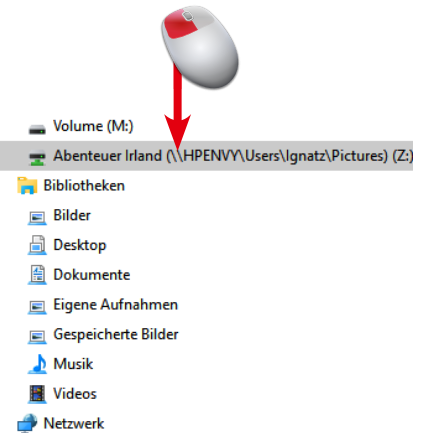 Volume (M:)
Abenteuer Irland (\\HPENVY\Users\Ignatz\Pictures) (Z:)
Bibliotheken
Bilder
Desktop
Dokumente
Eigene Aufnahmen
Gespeicherte Bilder
Musik
Videos
Netzwerk